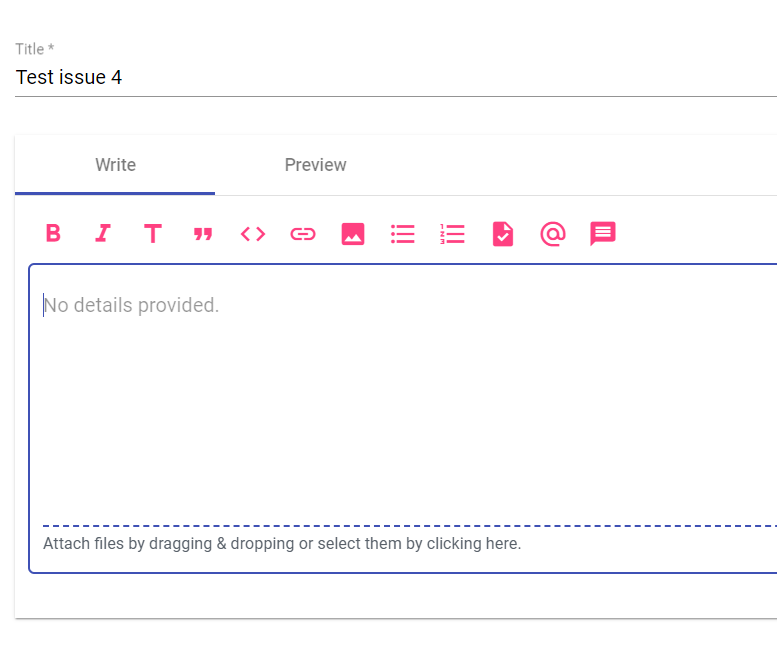 Title *
Test issue 4
Write Preview
No details provided.
Attach files by dragging & dropping or select them by clicking here.